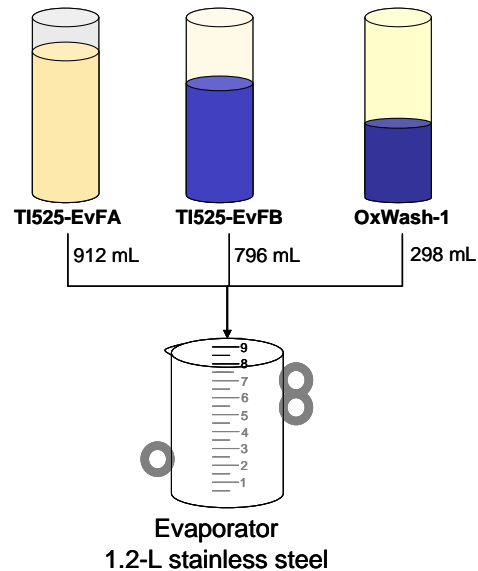 TI525-EvFA
TI525-EvFB
OxWash-1
912 mL
796 mL
298 mL
9
8
7
6
5
4
3
2
1
Evaporator
1.2-L stainless steel